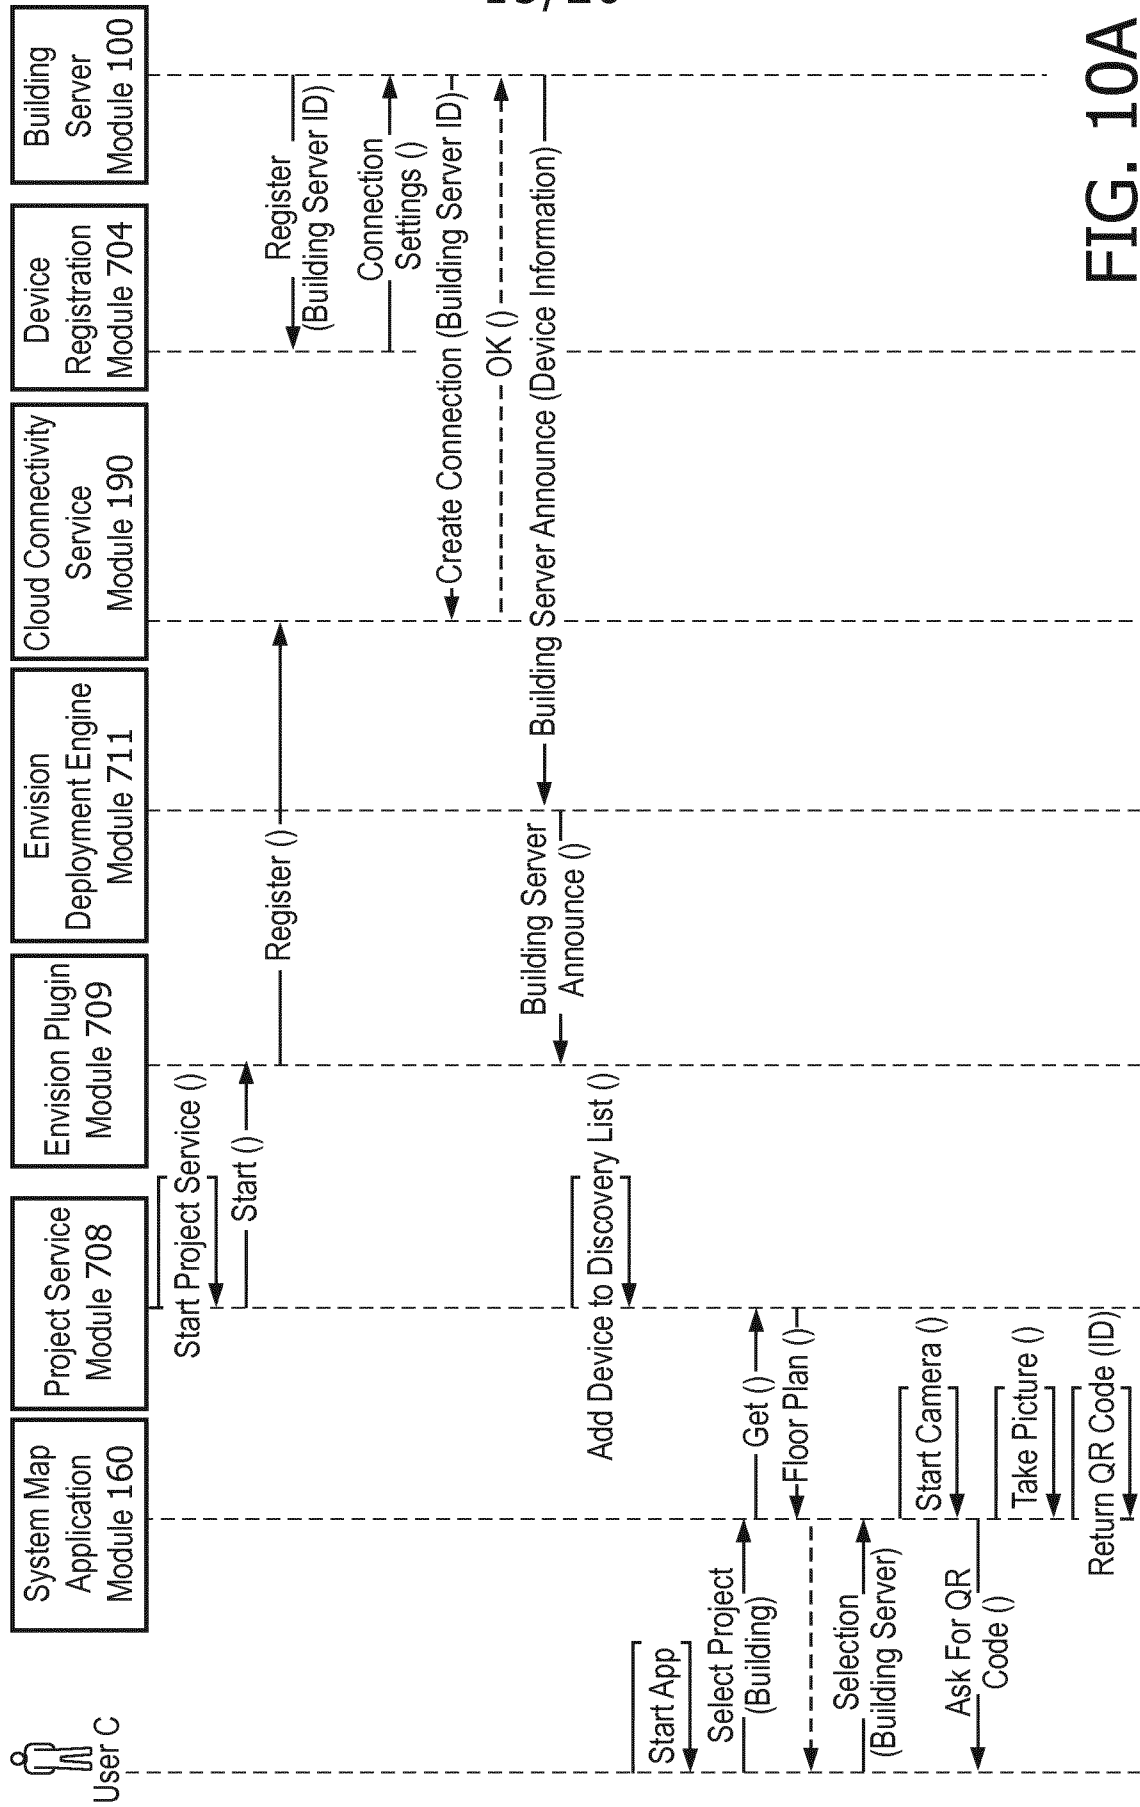 User C
System Map
Application
Module 160
Project Service
Module 708
Envision Plugin
Module 709
Envision
Deployment Engine
Module 711
Cloud Connectivity
Service
Module 190
Device
Registration
Module 704
Building
Server
Module 100
Start Project Service ()
Start ()
Register ()
Register
(Building Server ID)
Connection
Settings ()
Create Connection (Building Server ID)
OK ()
Building Server Announce (Device Information)
Building Server
Announce ()
Add Device to Discovery List ()
Start App
Select Project
(Building)
Get ()
Floor Plan ()
Selection
(Building Server)
Start Camera ()
Ask For QR
Code ()
Take Picture ()
Return QR Code (ID)
FIG. 10A